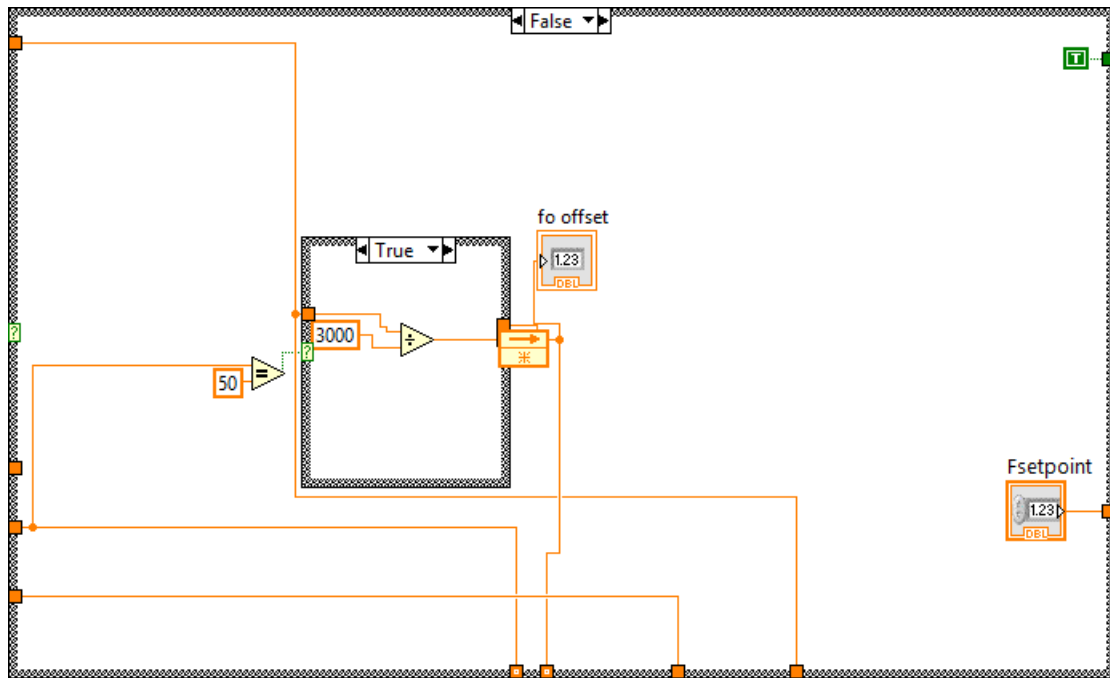 False
T
fo offset
1.23
DBL
True
3000
÷
?
?
=
50
Fsetpoint
1.23
DBL